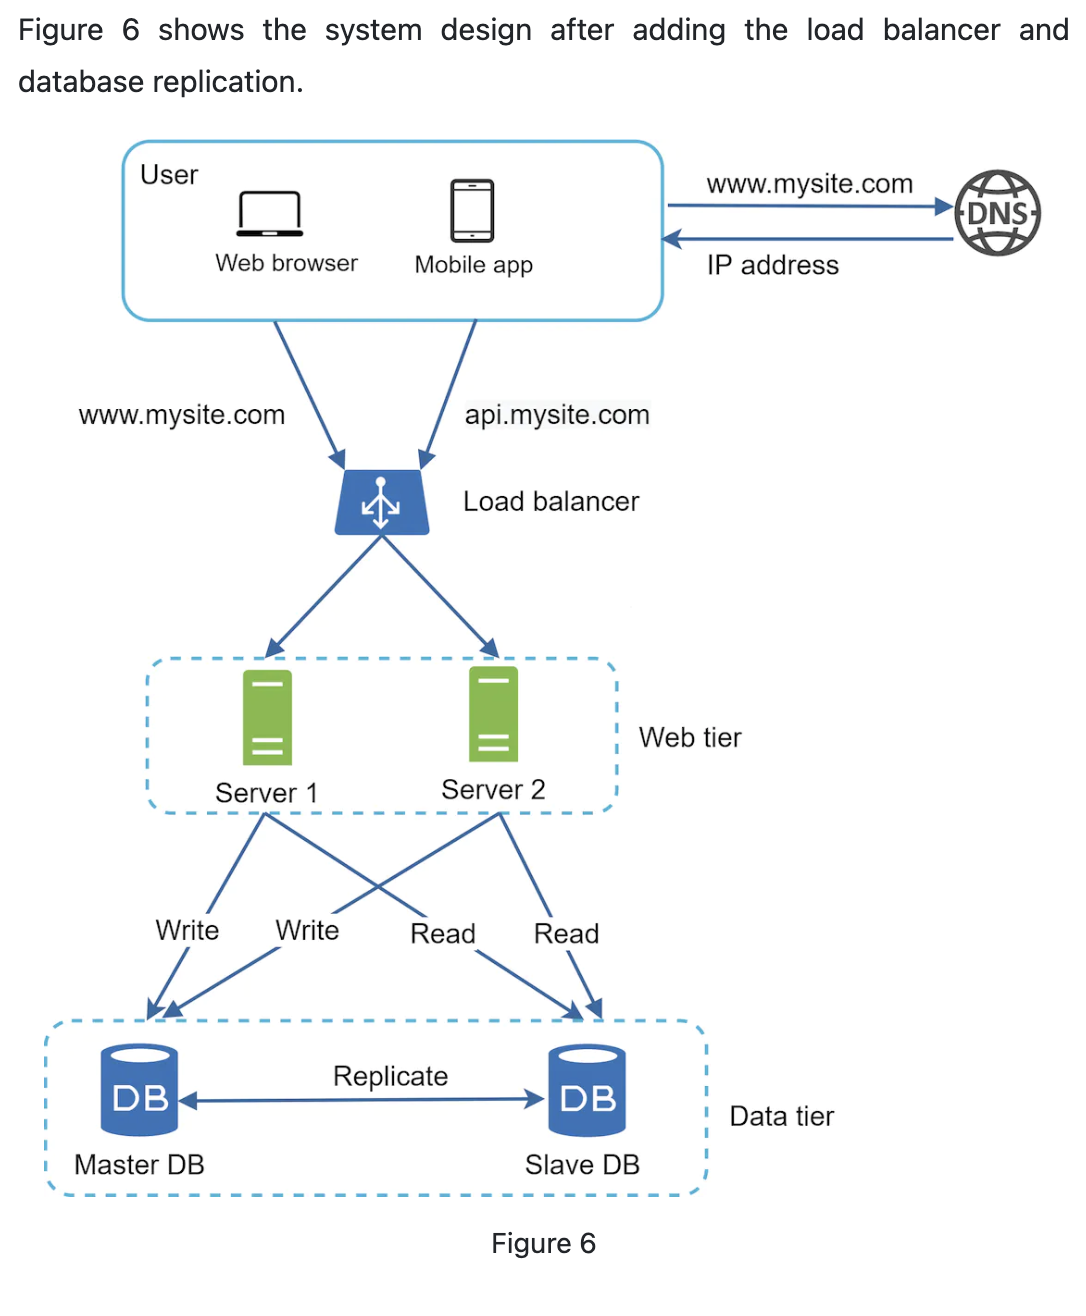 Figure 6 shows the system design after adding the load balancer and
database replication.
User
Web browser
Mobile app
www.mysite.com
DNS
IP address
www.mysite.com
api.mysite.com
Load balancer
Server 1
Server 2
Web tier
Write
Write
Read
Read
DB
Replicate
DB
Data tier
Master DB
Slave DB
Figure 6